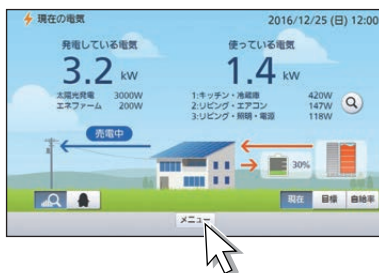 現在の電気 2016/12/25 (日) 12:00
発電している電気 使っている電気
3.2 kW 1.4 kW
太陽光発電 3000W
エネファーム 200W
1:キッチン・冷蔵庫 420W
2:リビング・エアコン 147W
3:リビング・照明・電源 118W
売電中
30%
現在 目標 自給率
メニュー